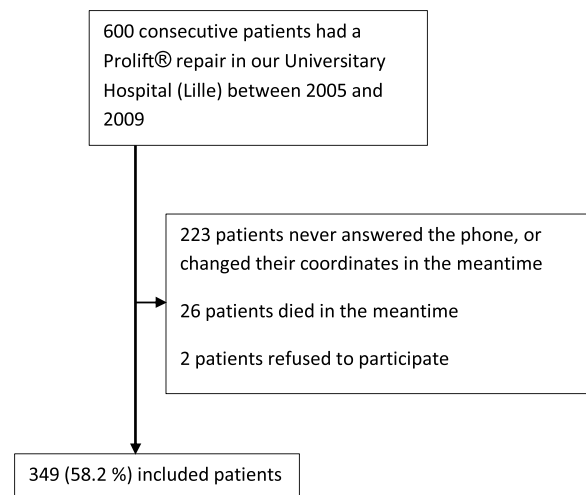 600 consecutive patients had a
Prolift® repair in our Universitary
Hospital (Lille) between 2005 and
2009
223 patients never answered the phone, or
changed their coordinates in the meantime
26 patients died in the meantime
2 patients refused to participate
349 (58.2 %) included patients